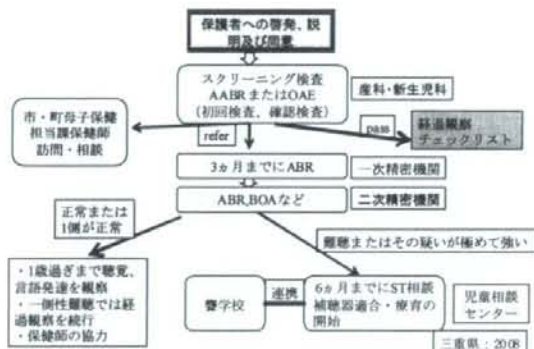 保護者への啓発、説
明及び同意
スクリーニング検査
AABRまたはOAE
(初回検査、確認検査)
産科・新生児科
市・町母子保健
担当課保健師
訪問・相談
refer
pass
経過観察
チェックリスト
3ヵ月までにABR
一次精密機関
ABR,BOAなど
二次精密機関
正常または
1側が正常
難聴またはその疑いが極めて強い
・1歳過ぎまで聴覚、
言語発達を観察
・一側性難聴では経
過観察を続行
・保健師の協力
聾学校
連携
6ヵ月までにST相談
補聴器適合・療育の
開始
児童相談
センター
三重県:2008